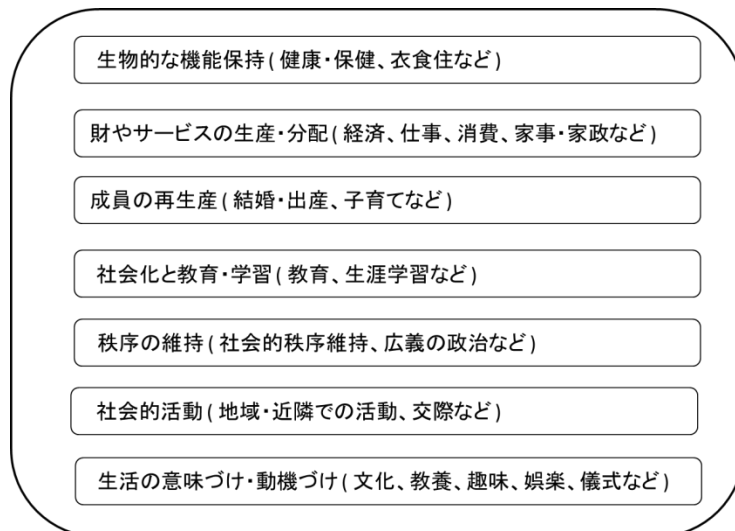 生物的な機能保持(健康・保健、衣食住など)
財やサービスの生産・分配(経済、仕事、消費、家事・家政など)
成員の再生産(結婚・出産、子育てなど)
社会化と教育・学習(教育、生涯学習など)
秩序の維持(社会的秩序維持、広義の政治など)
社会的活動(地域・近隣での活動、交際など)
生活の意味づけ・動機づけ(文化、教養、趣味、娯楽、儀式など)